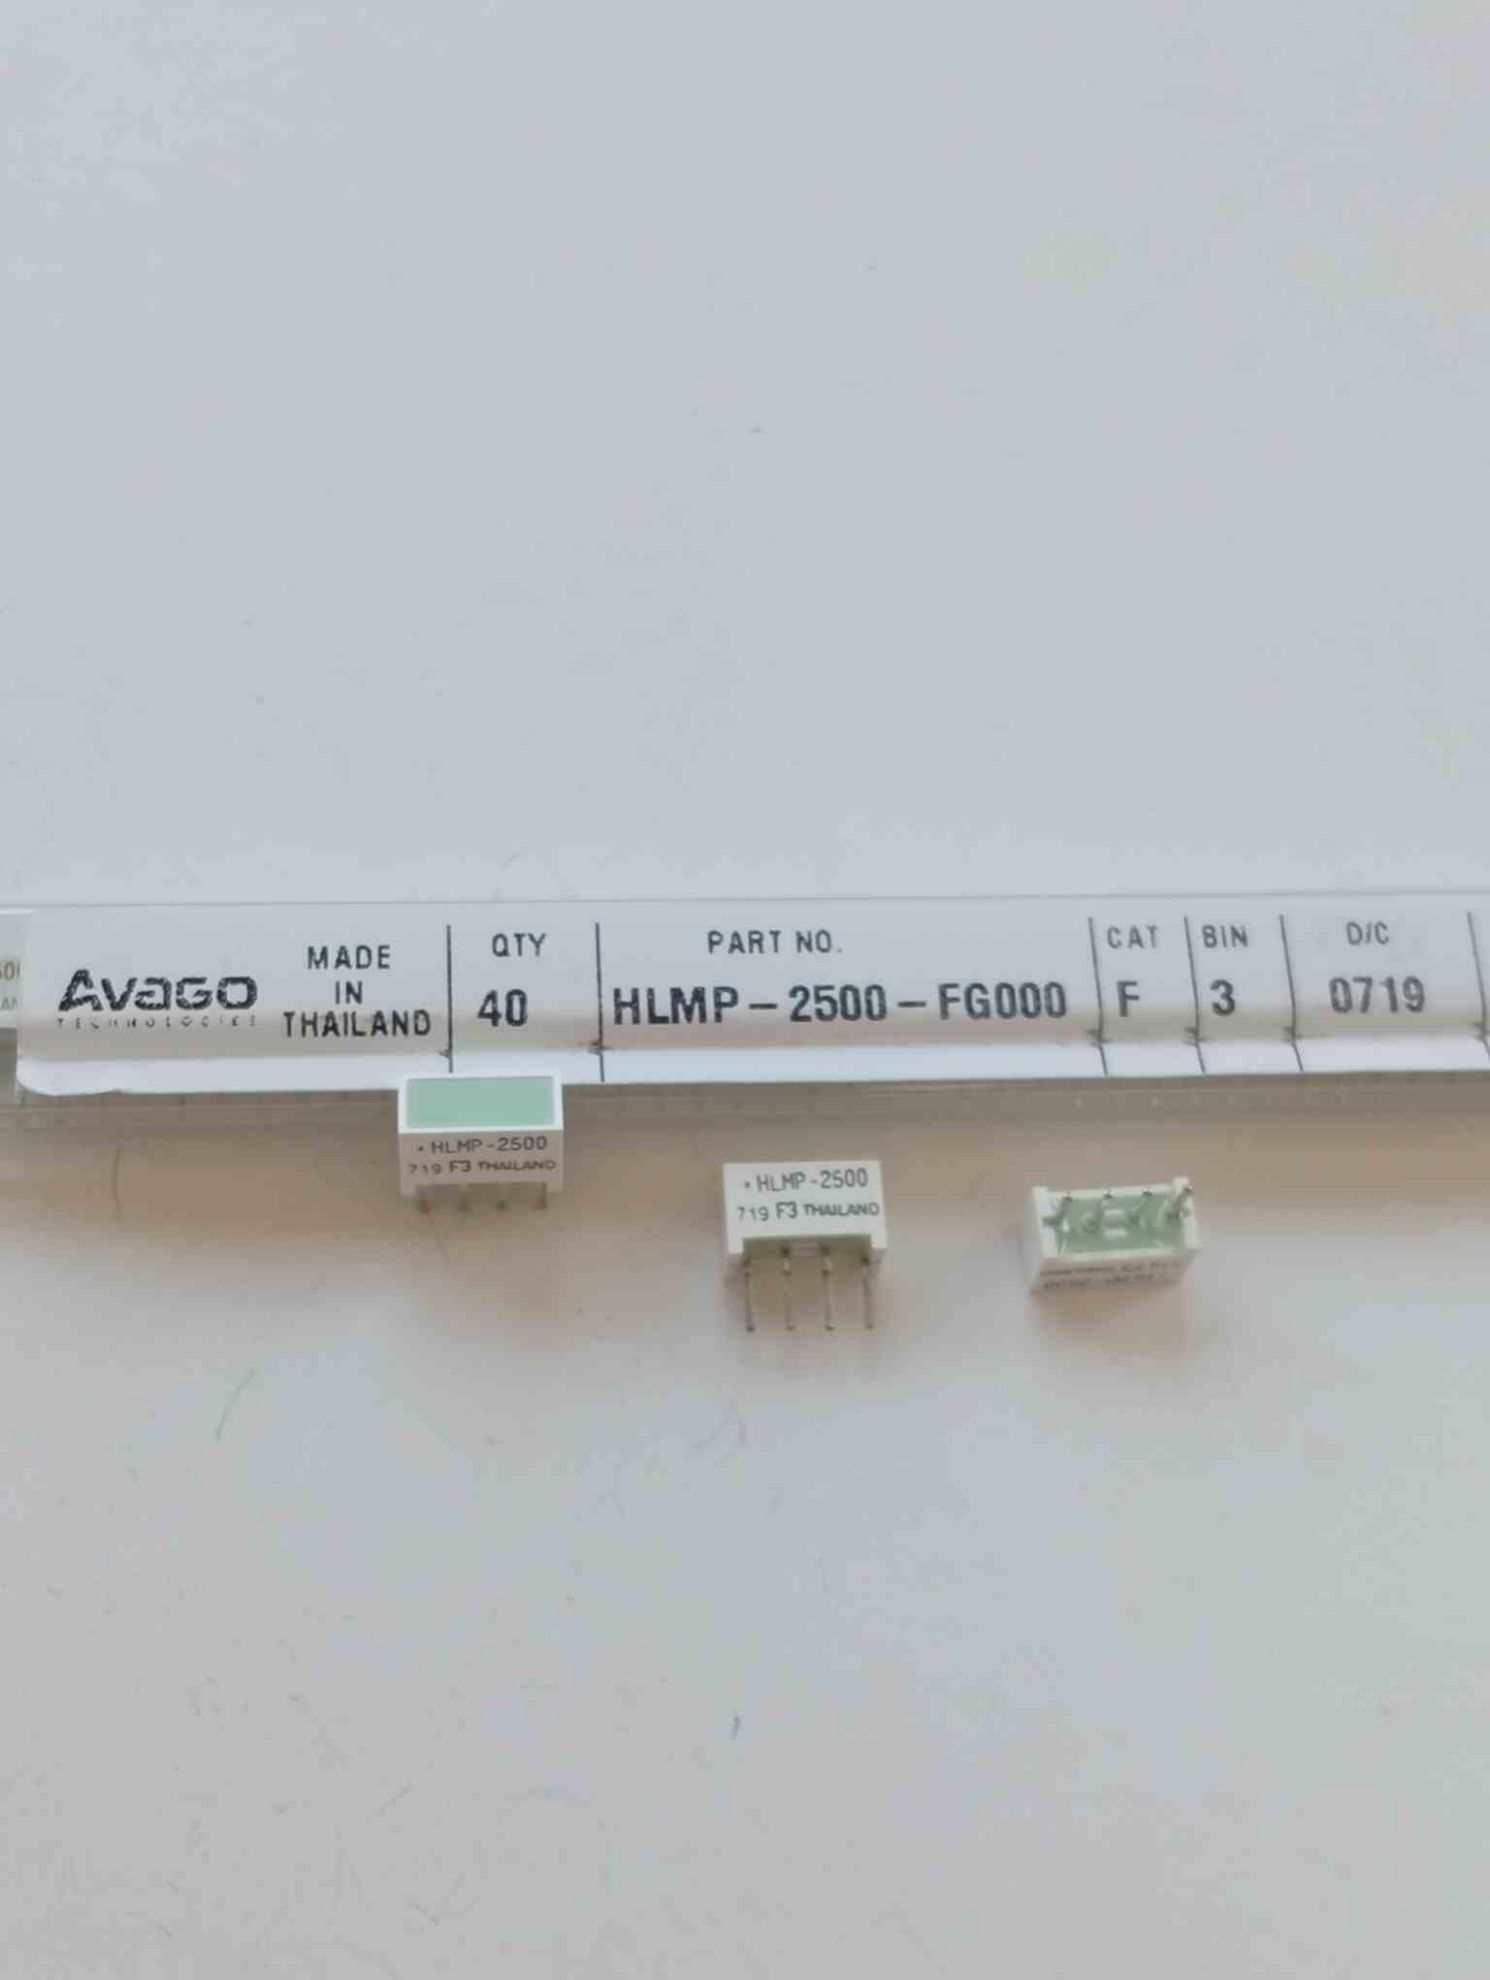 Avago
TECHNOLOGIES
MADE
IN
THAILAND
QTY
40
PART NO.
HLMP-2500-FG000
CAT
F
BIN
3
D/C
0719
HLMP-2500
719 F3 THAILAND
HLMP-2500
719 F3 THAILAND